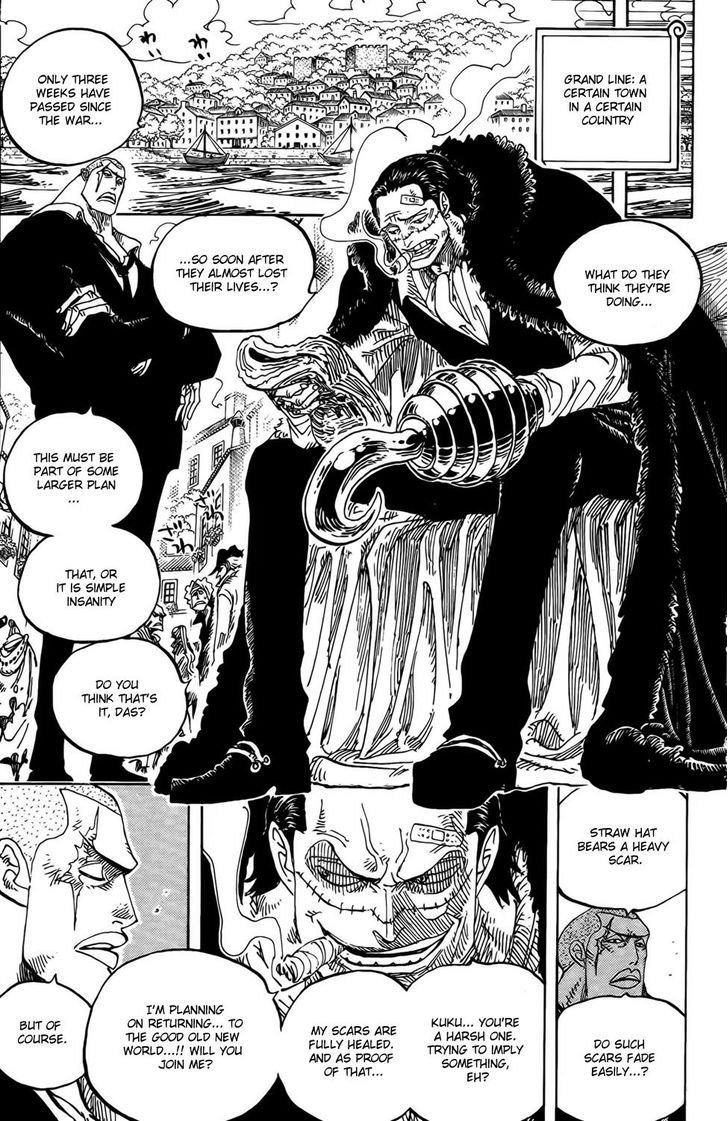 GRAND LINE: A
CERTAIN TOWN
IN A CERTAIN
COUNTRY
わい
わい
WHAT DO THEY
THINK THEY'RE
DOING...
...SO SOON AFTER
THEY ALMOST LOST
THEIR LIVES...?
ONLY THREE
WEEKS HAVE
PASSED SINCE
THE WAR...
THIS MUST BE
PART OF SOME
LARGER PLAN
...
THAT, OR
IT IS SIMPLE
INSANITY
DO YOU
THINK THAT'S
IT, DAS?
STRAW HAT
BEARS A HEAVY
SCAR.
DO SUCH
SCARS FADE
EASILY...?
KUKU... YOU'RE
A HARSH ONE.
TRYING TO IMPLY
SOMETHING,
EH?
MY SCARS ARE
FULLY HEALED.
AND AS PROOF
OF THAT...
I'M PLANNING
ON RETURNING... TO
THE GOOD OLD NEW
WORLD...!! WILL YOU
JOIN ME?
BUT OF
COURSE.